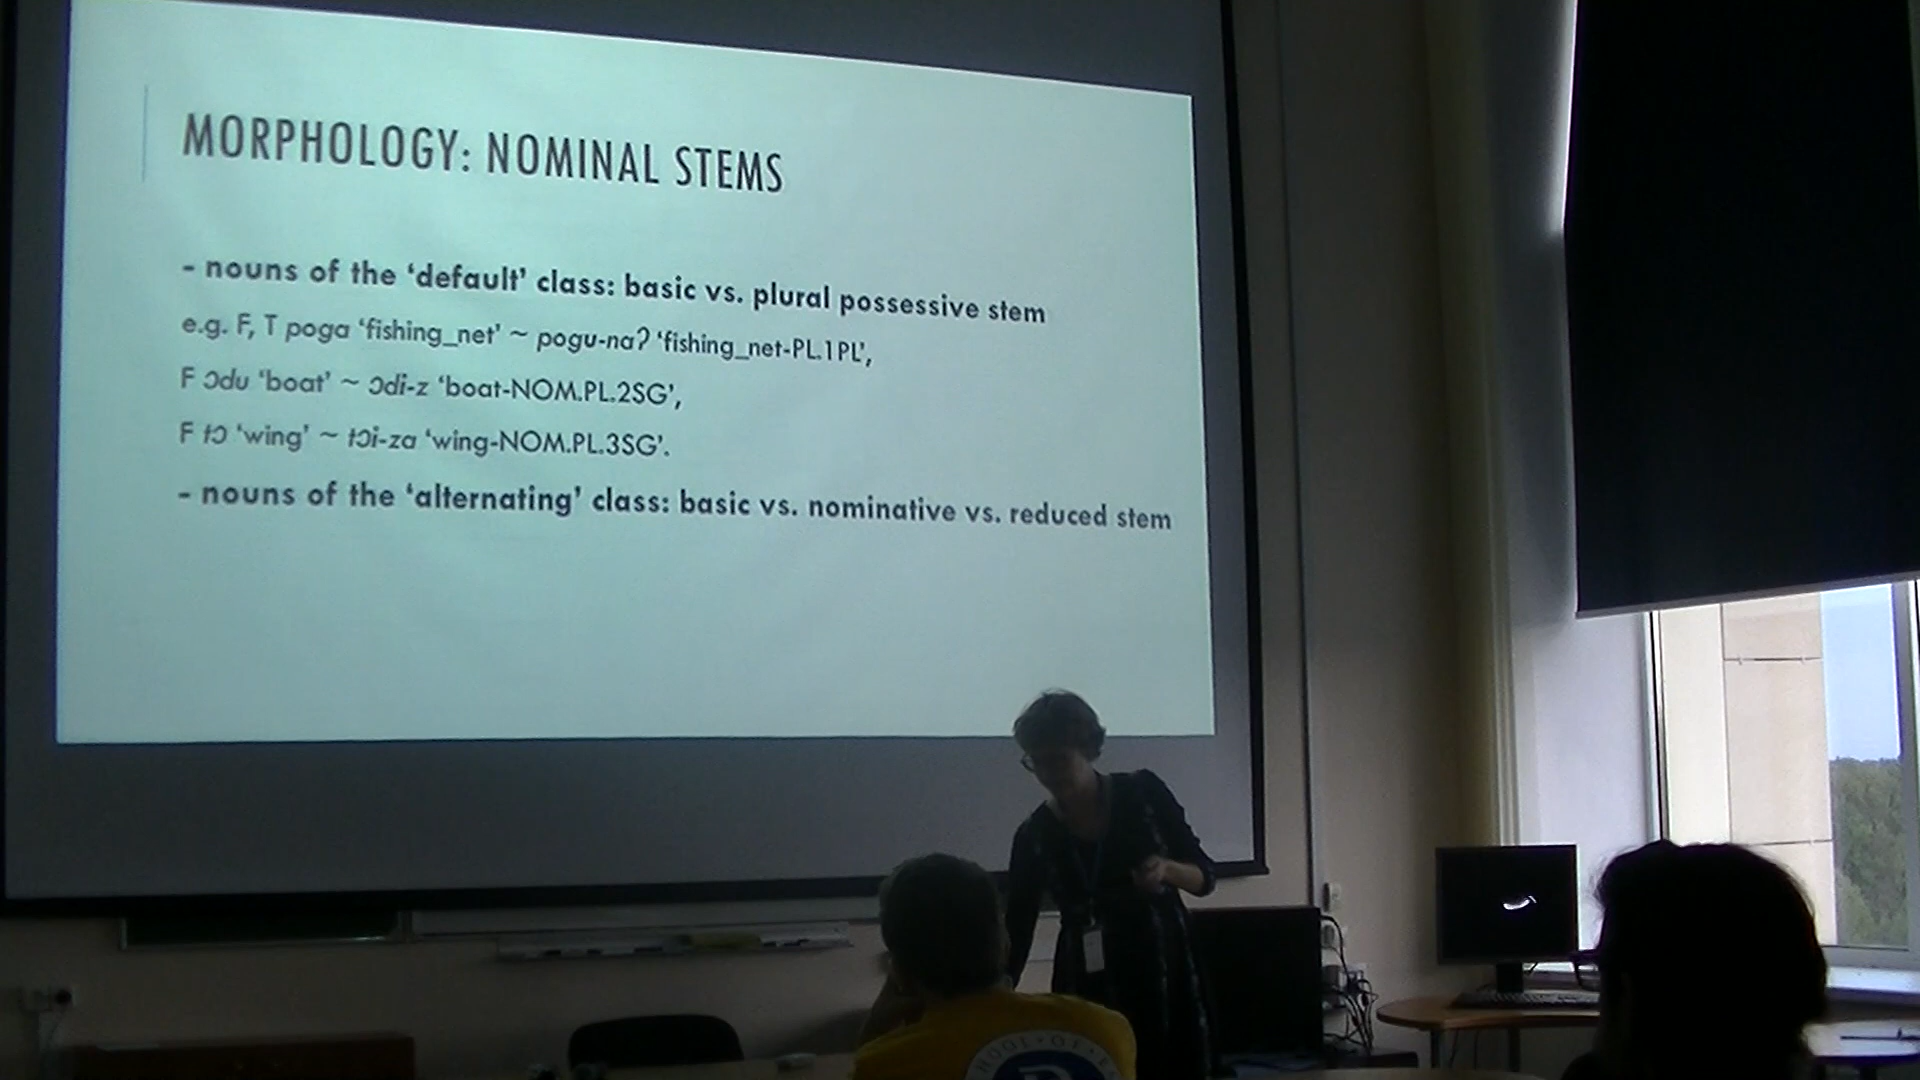 MORPHOLOGY: NOMINAL STEMS
- nouns of the ‘default’ class: basic vs. plural possessive stem
e.g. F, T poga ‘fishing_net’ ~ pogu-naʔ ‘fishing_net-PL.1PL’,
F ɔdu ‘boat’ ~ ɔdi-z ‘boat-NOM.PL.2SG’,
F tɔ ‘wing’ ~ tɔi-za ‘wing-NOM.PL.3SG’.
- nouns of the ‘alternating’ class: basic vs. nominative vs. reduced stem